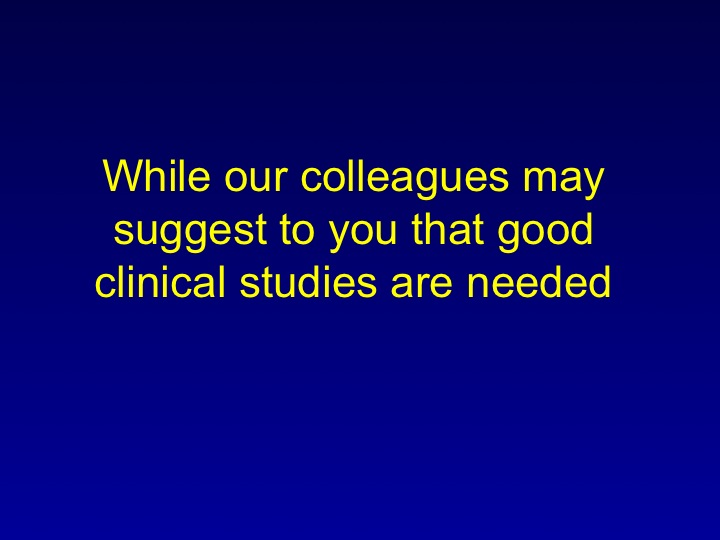 While our colleagues may
suggest to you that good
clinical studies are needed